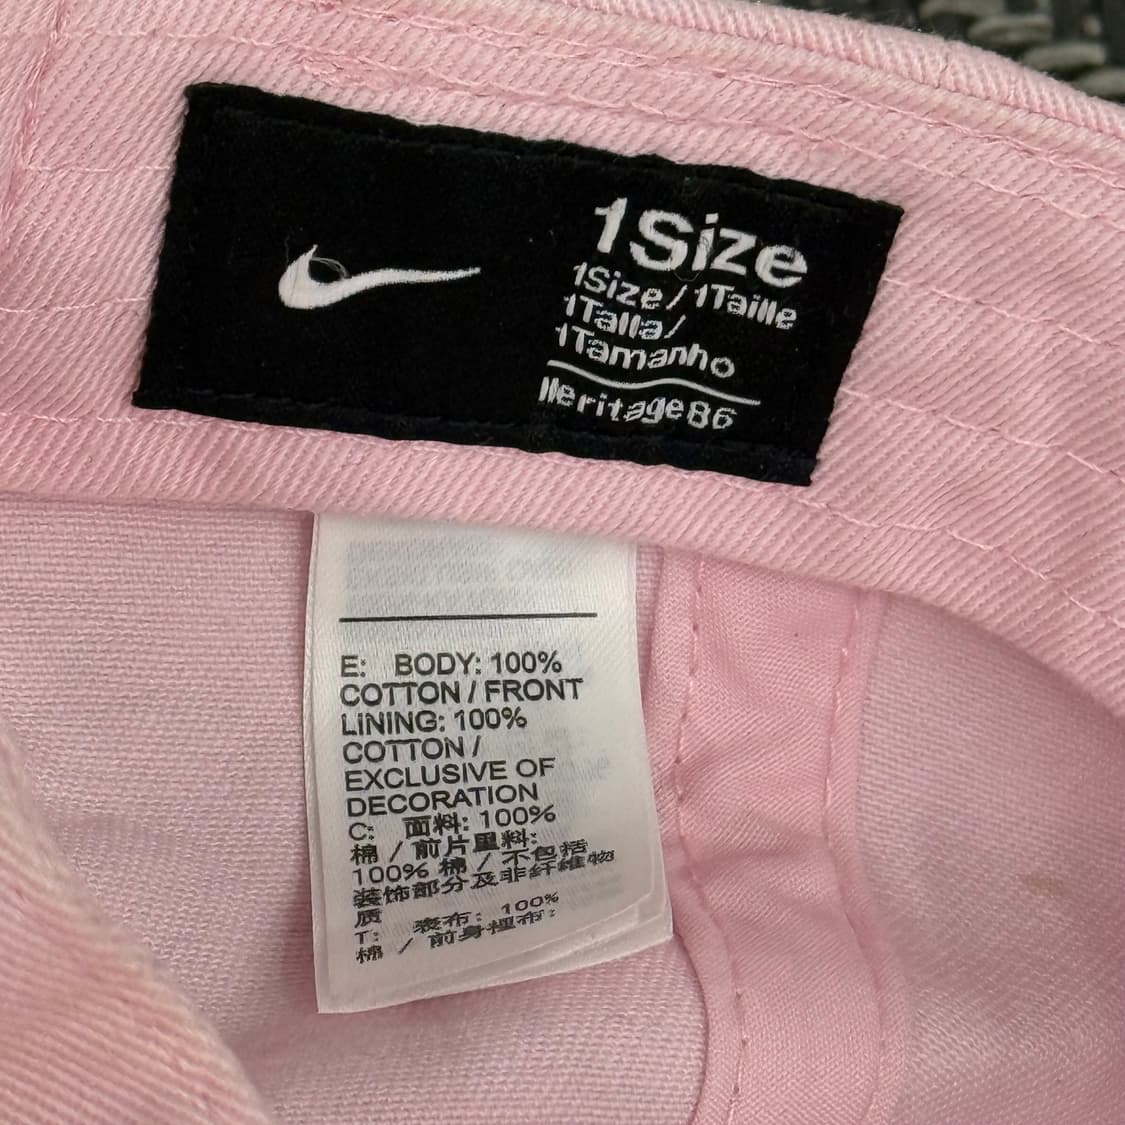 1Size
1Size / 1Taille
1Talla /
1Tamanho
Heritage86
E: BODY: 100%
COTTON / FRONT
LINING: 100%
COTTON /
EXCLUSIVE OF
DECORATION
C: 面料: 100%
棉 / 前片里料:
100% 棉 / 不包括
装饰部分及非纤维物
质
T: 表布: 100%
棉 / 前身裡布: